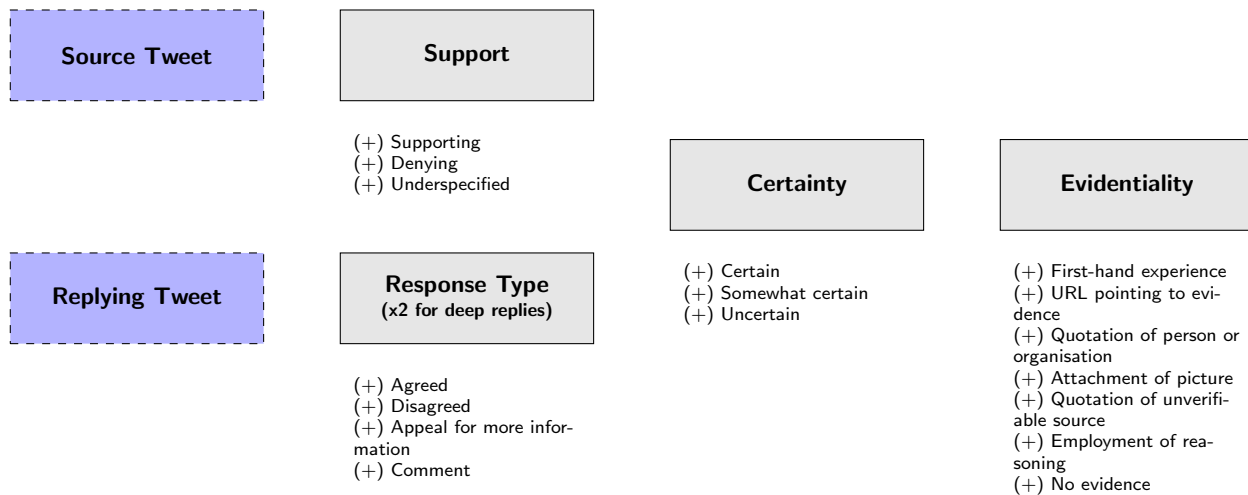 Source Tweet
Support
(+) Supporting
(+) Denying
(+) Underspecified
Replying Tweet
Response Type
(x2 for deep replies)
(+) Agreed
(+) Disagreed
(+) Appeal for more infor-
mation
(+) Comment
Certainty
(+) Certain
(+) Somewhat certain
(+) Uncertain
Evidentiality
(+) First-hand experience
(+) URL pointing to evi-
dence
(+) Quotation of person or
organisation
(+) Attachment of picture
(+) Quotation of unverifi-
able source
(+) Employment of rea-
soning
(+) No evidence